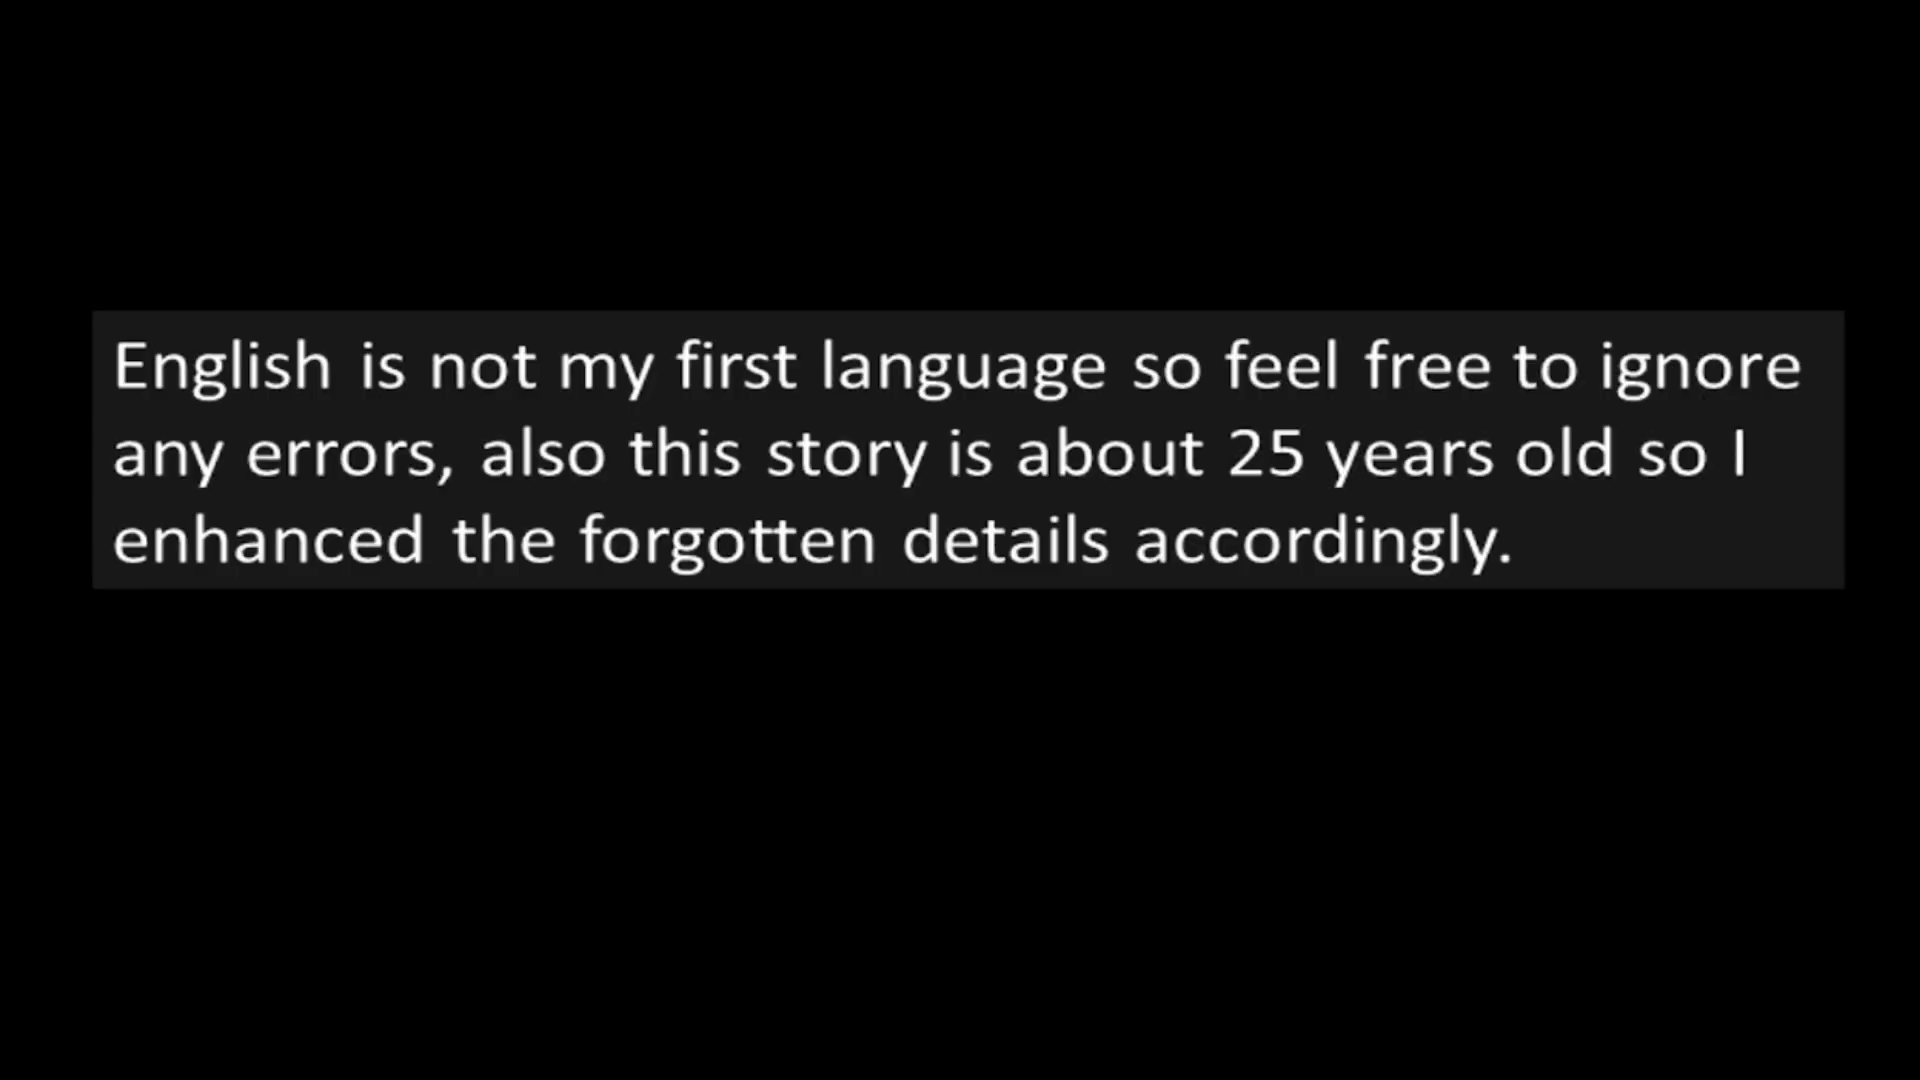 English is not my first language so feel free to ignore
any errors, also this story is about 25 years old so I
enhanced the forgotten details accordingly.